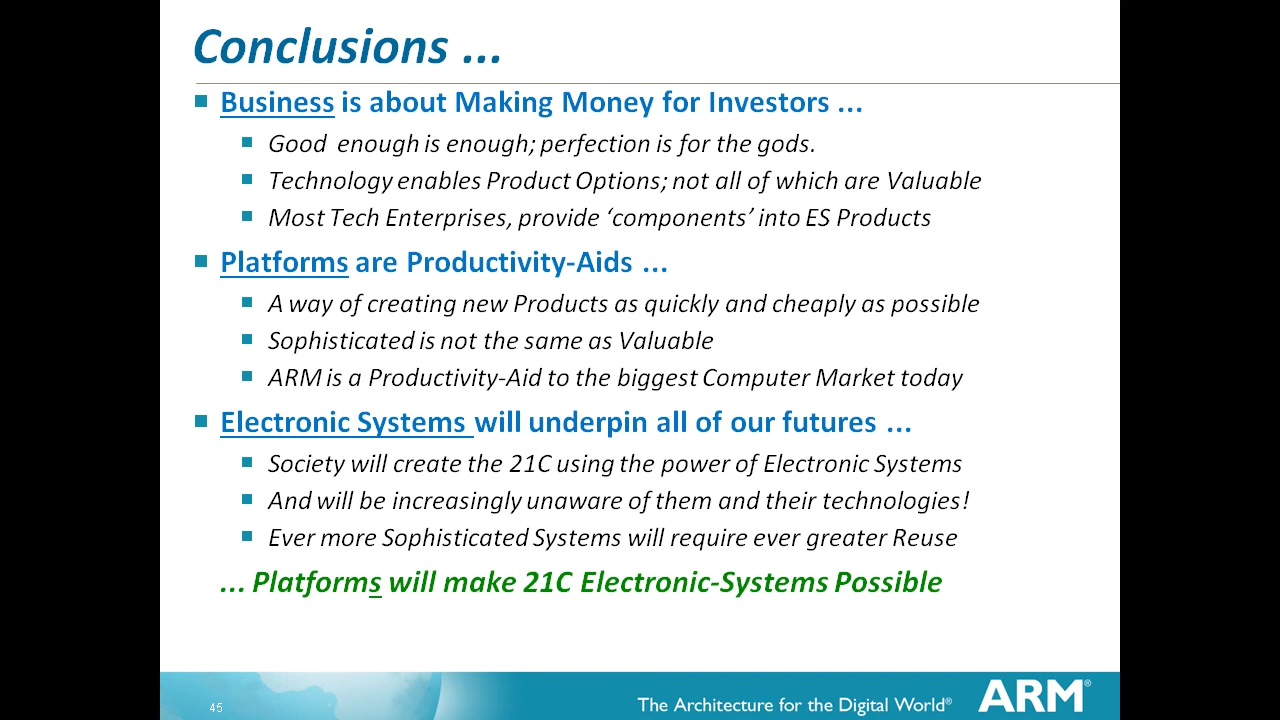 Conclusions ...
Business is about Making Money for Investors ...
Good enough is enough; perfection is for the gods.
Technology enables Product Options; not all of which are Valuable
Most Tech Enterprises, provide ‘components’ into ES Products
Platforms are Productivity-Aids ...
A way of creating new Products as quickly and cheaply as possible
Sophisticated is not the same as Valuable
ARM is a Productivity-Aid to the biggest Computer Market today
Electronic Systems will underpin all of our futures ...
Society will create the 21C using the power of Electronic Systems
And will be increasingly unaware of them and their technologies!
Ever more Sophisticated Systems will require ever greater Reuse
... Platforms will make 21C Electronic-Systems Possible
45
The Architecture for the Digital World® ARM®